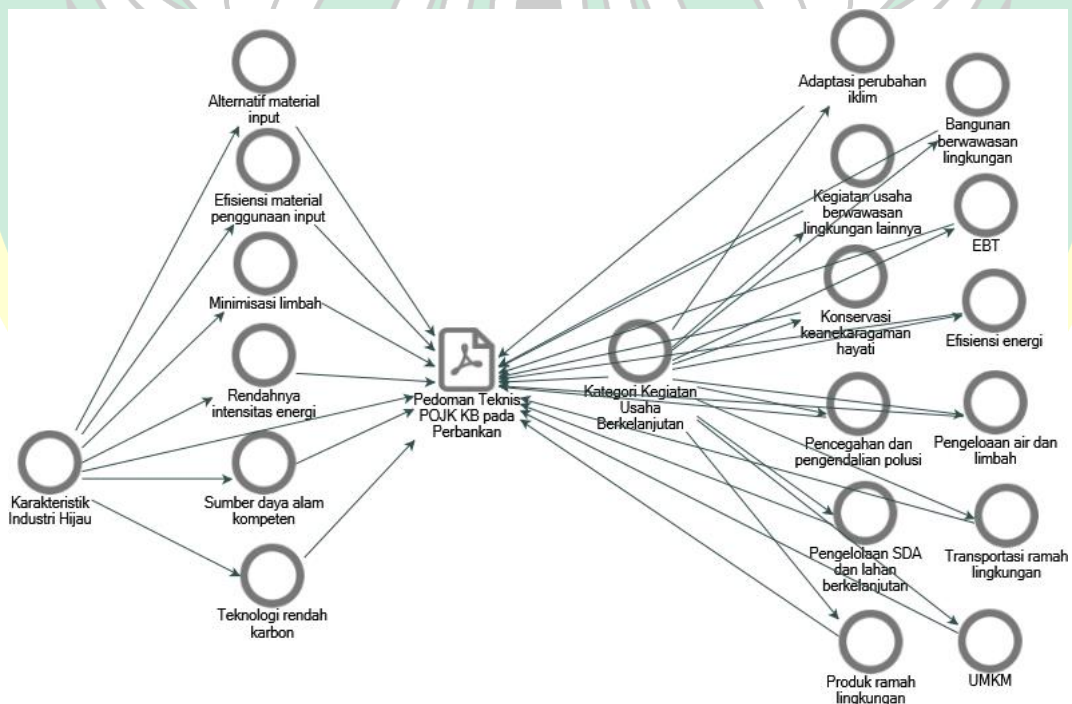 Alternatif material
input
Efisiensi material
penggunaan input
Minimisasi limbah
Rendahnya
intensitas energi
Karakteristik
Industri Hijau
Sumber daya alam
kompeten
Teknologi rendah
karbon
Pedoman Teknis
POJK KB pada
Perbankan
Kategori Kegiatan
Usaha
Berkelanjutan
Adaptasi perubahan
iklim
Bangunan
berwawasan
lingkungan
Kegiatan usaha
berwawasan
lingkungan lainnya
EBT
Konservasi
keanekaragaman
hayati
Efisiensi energi
Pencegahan dan
pengendalian polusi
Pengeloaan air dan
limbah
Pengelolaan SDA
dan lahan
berkelanjutan
Transportasi ramah
lingkungan
Produk ramah
lingkungan
UMKM